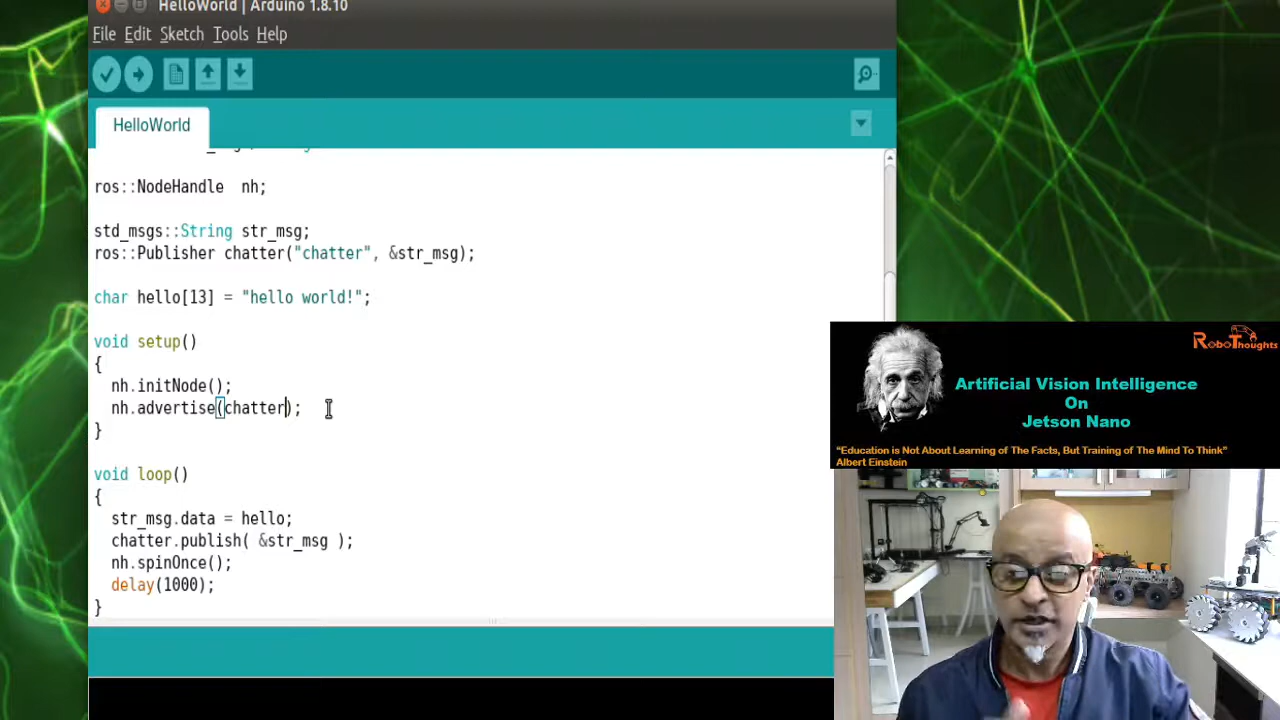 HelloWorld | Arduino 1.8.10
File Edit Sketch Tools Help
HelloWorld
ros::NodeHandle  nh;
std_msgs::String str_msg;
ros::Publisher chatter("chatter", &str_msg);
char hello[13] = "hello world!";
void setup()
{
  nh.initNode();
  nh.advertise(chatter);
}
void loop()
{
  str_msg.data = hello;
  chatter.publish( &str_msg );
  nh.spinOnce();
  delay(1000);
}
RoboThoughts
Artificial Vision Intelligence
On
Jetson Nano
“Education is Not About Learning of The Facts, But Training of The Mind To Think”
Albert Einstein